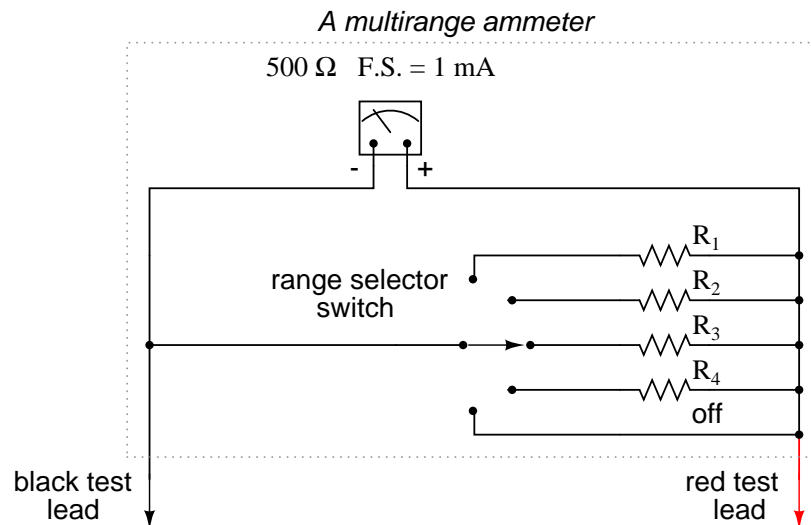 A multirange ammeter
500 Ω F.S. = 1 mA
- +
R1
range selector
switch
R2
R3
R4
off
black test
lead
red test
lead